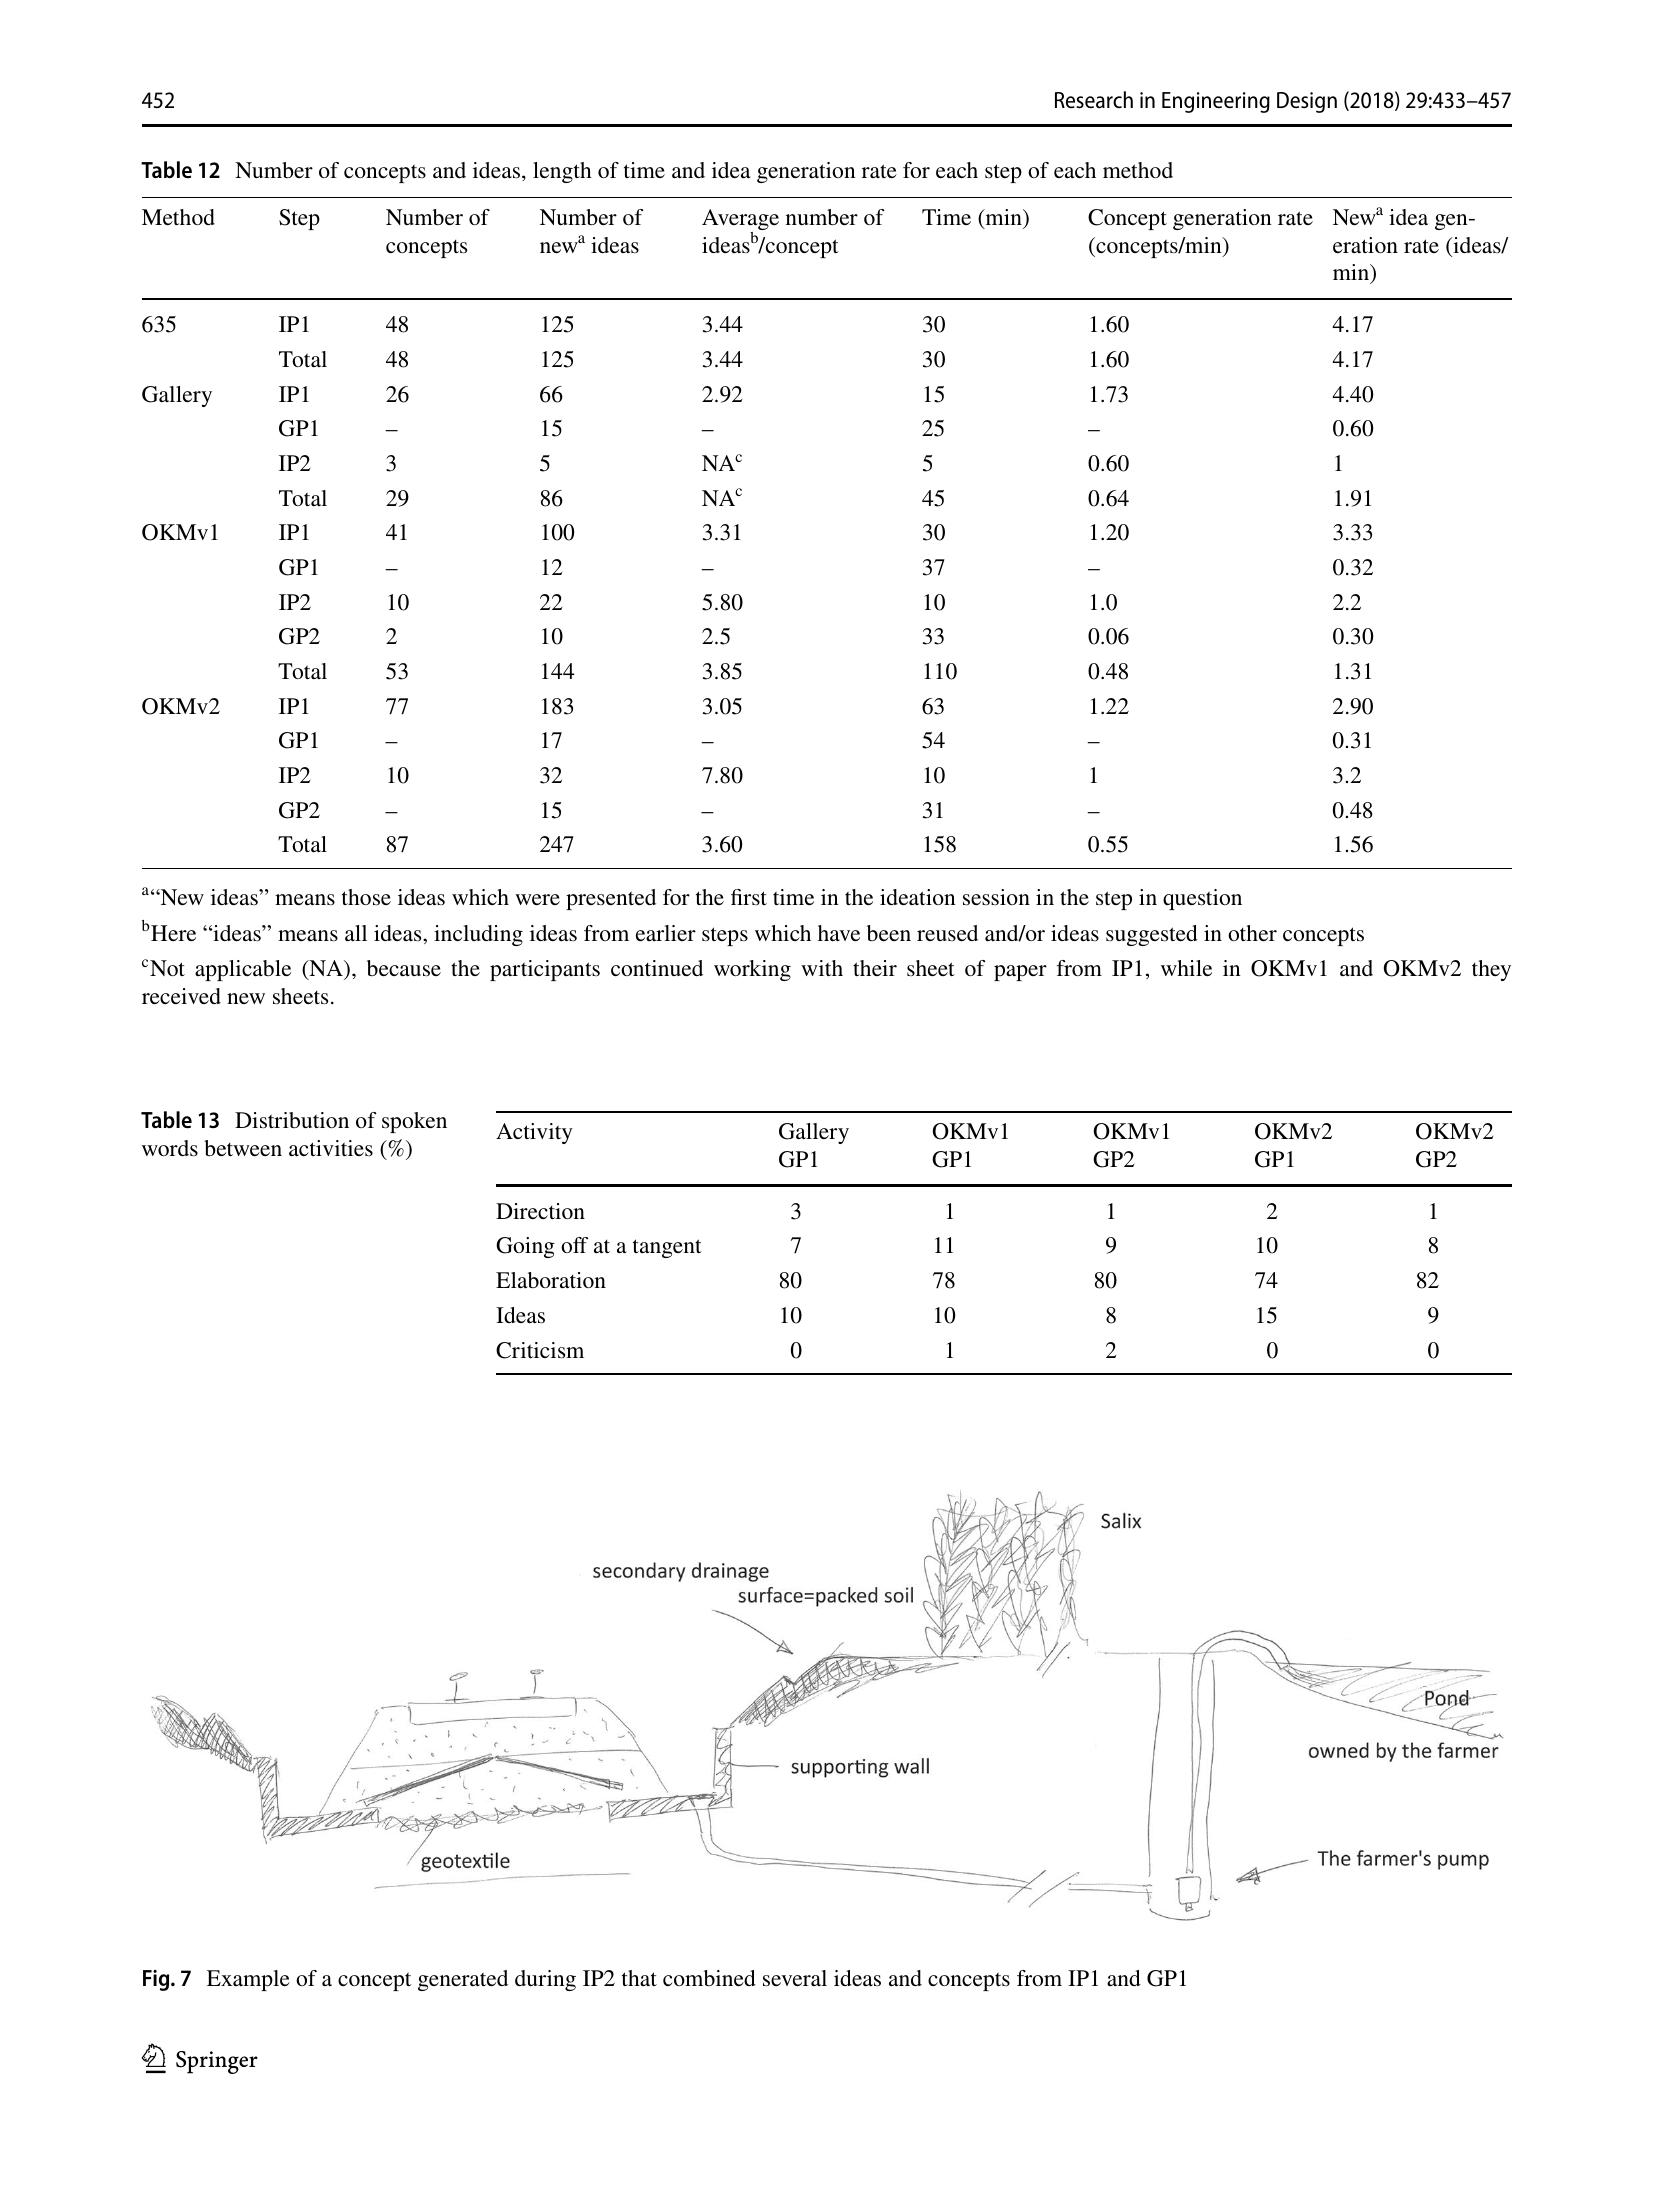 452
Research in Engineering Design (2018) 29:433–457
Table 12 Number of concepts and ideas, length of time and idea generation rate for each step of each method
Method Step Number of concepts Number of newa ideas Average number of ideasb/concept Time (min) Concept generation rate (concepts/min) Newa idea gen-eration rate (ideas/min)
635 IP1 48 125 3.44 30 1.60 4.17
Total 48 125 3.44 30 1.60 4.17
Gallery IP1 26 66 2.92 15 1.73 4.40
GP1 – 15 – 25 – 0.60
IP2 3 5 NAc 5 0.60 1
Total 29 86 NAc 45 0.64 1.91
OKMv1 IP1 41 100 3.31 30 1.20 3.33
GP1 – 12 – 37 – 0.32
IP2 10 22 5.80 10 1.0 2.2
GP2 2 10 2.5 33 0.06 0.30
Total 53 144 3.85 110 0.48 1.31
OKMv2 IP1 77 183 3.05 63 1.22 2.90
GP1 – 17 – 54 – 0.31
IP2 10 32 7.80 10 1 3.2
GP2 – 15 – 31 – 0.48
Total 87 247 3.60 158 0.55 1.56
a“New ideas” means those ideas which were presented for the first time in the ideation session in the step in question
bHere “ideas” means all ideas, including ideas from earlier steps which have been reused and/or ideas suggested in other concepts
cNot applicable (NA), because the participants continued working with their sheet of paper from IP1, while in OKMv1 and OKMv2 they
received new sheets.
Table 13 Distribution of spoken
words between activities (%)
Activity Gallery GP1 OKMv1 GP1 OKMv1 GP2 OKMv2 GP1 OKMv2 GP2
Direction 3 1 1 2 1
Going off at a tangent 7 11 9 10 8
Elaboration 80 78 80 74 82
Ideas 10 10 8 15 9
Criticism 0 1 2 0 0
Salix
secondary drainage
surface=packed soil
Pond
owned by the farmer
supporting wall
geotextile
The farmer's pump
Fig. 7 Example of a concept generated during IP2 that combined several ideas and concepts from IP1 and GP1
Springer